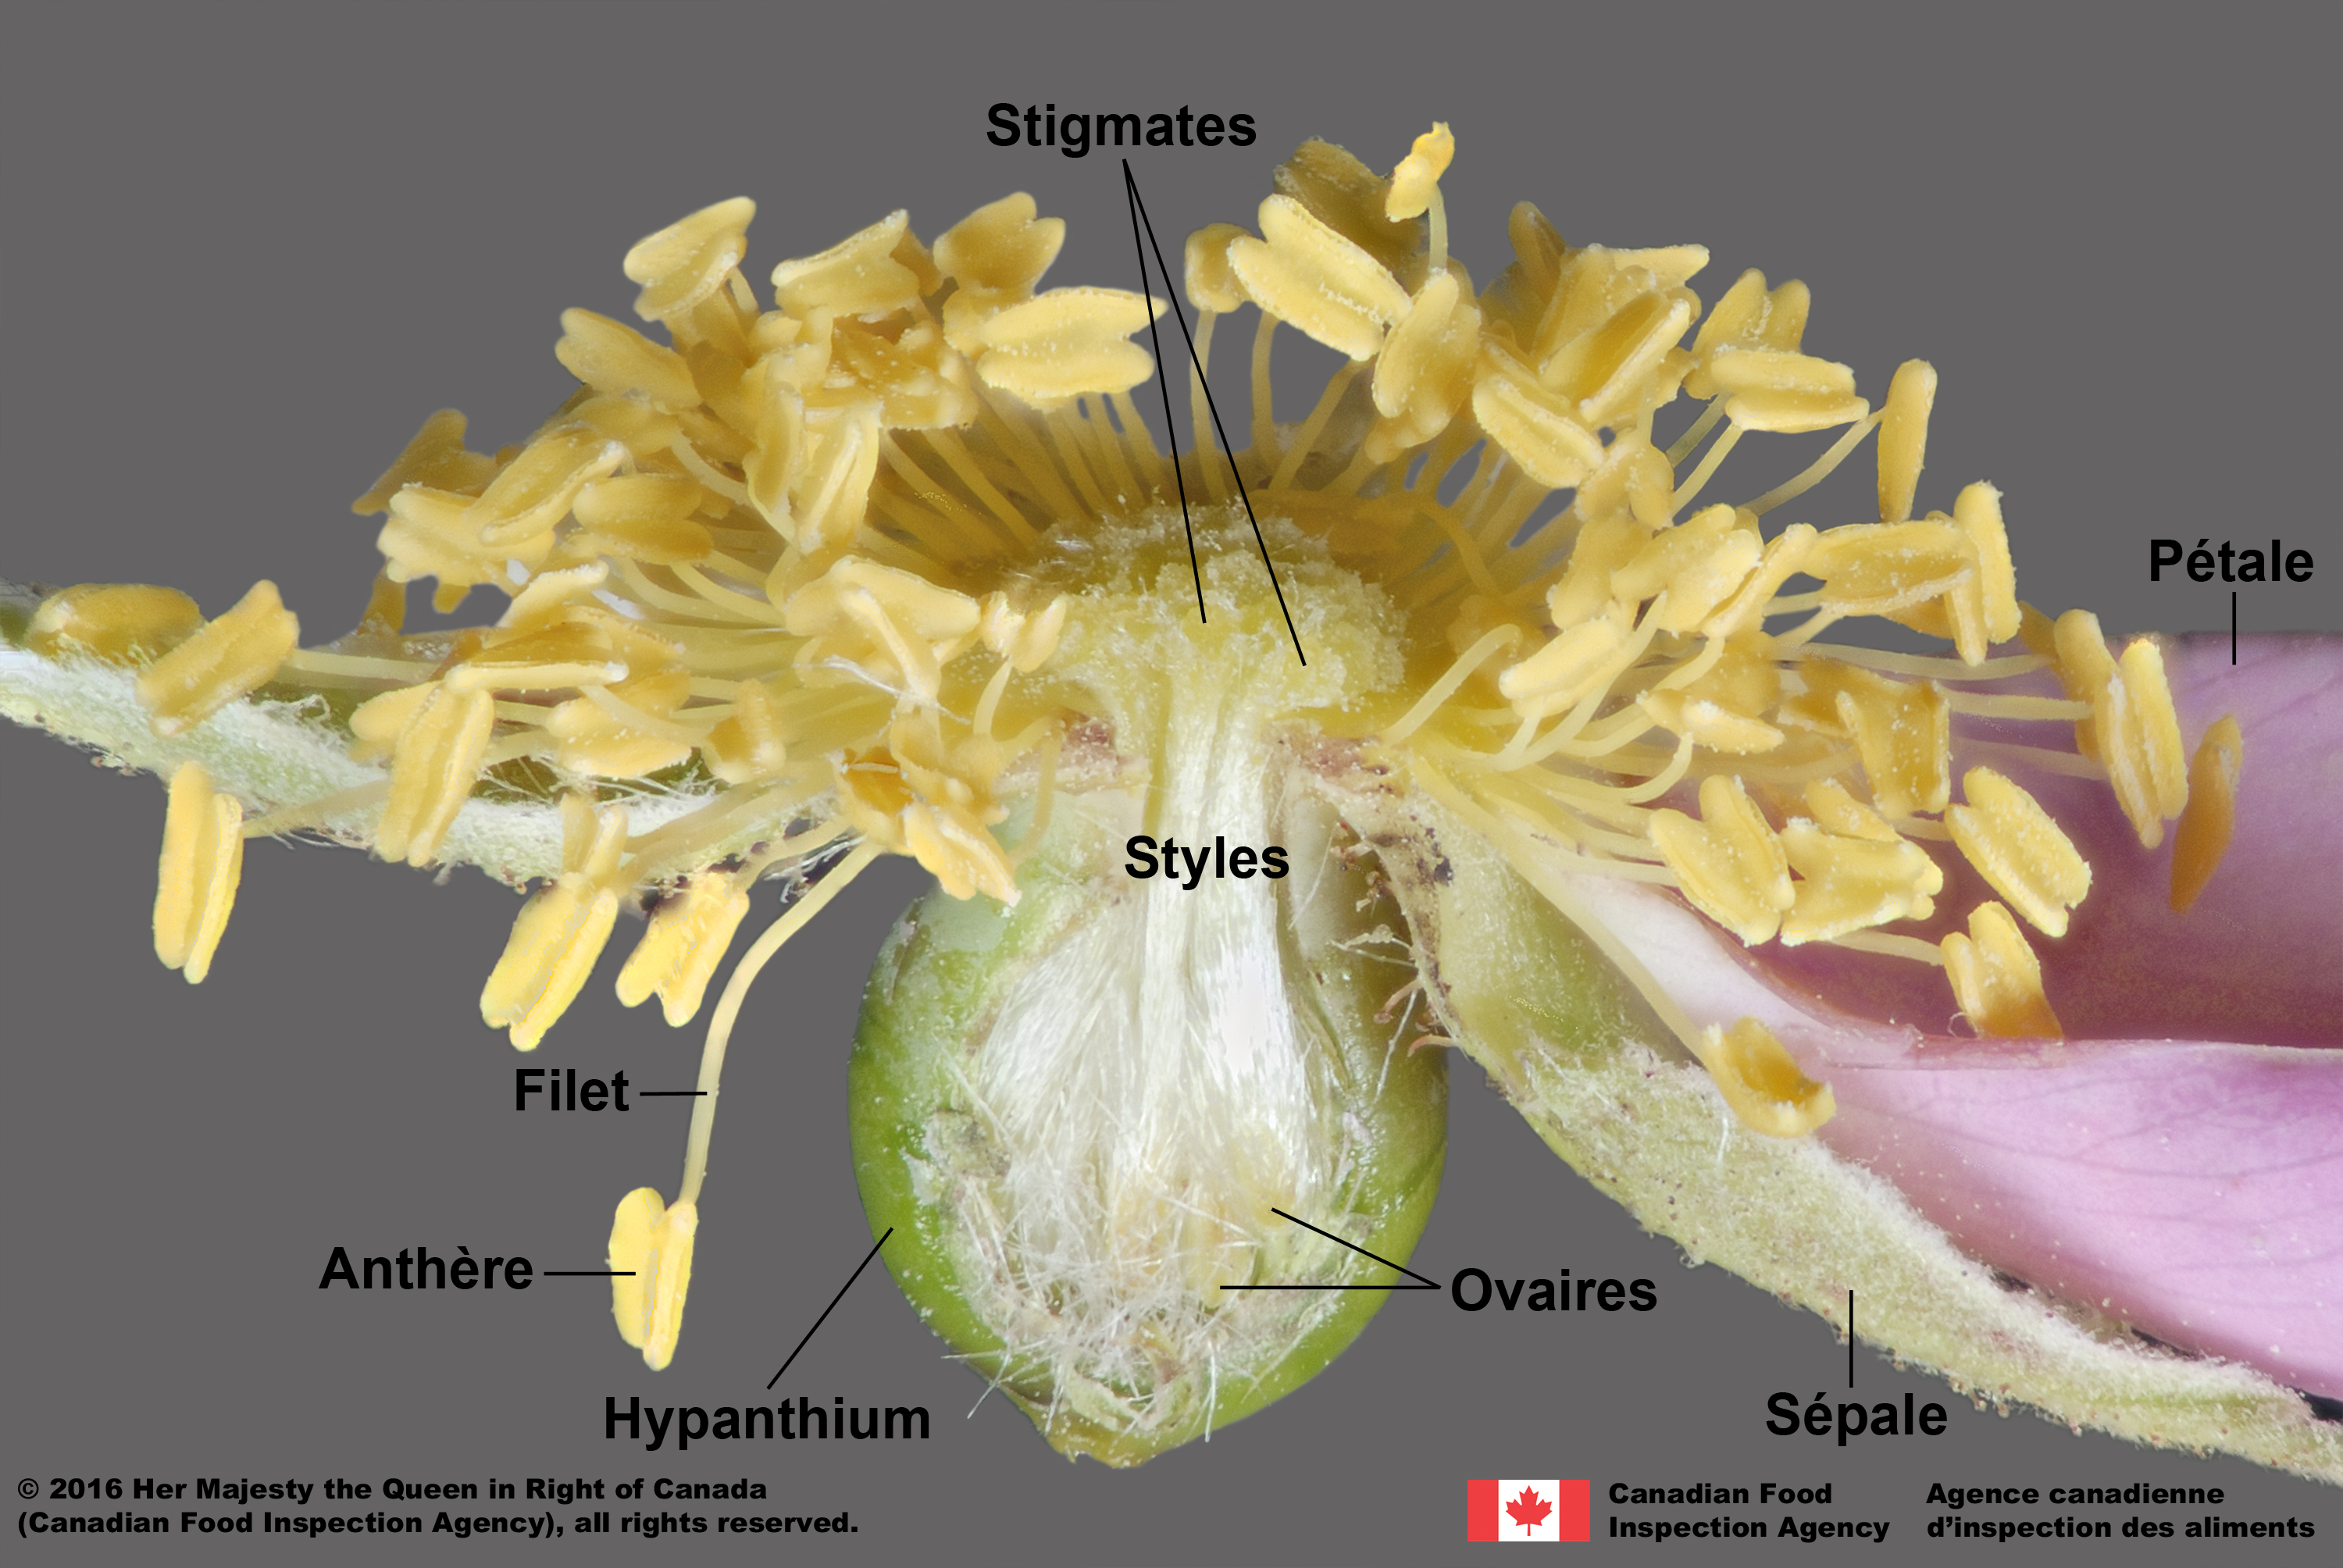 Stigmates
Pétale
Styles
Filet
Anthère
Ovaires
Hypanthium
Sépale
© 2016 Her Majesty the Queen in Right of Canada
(Canadian Food Inspection Agency), all rights reserved.
Canadian Food
Inspection Agency
Agence canadienne
d'inspection des aliments